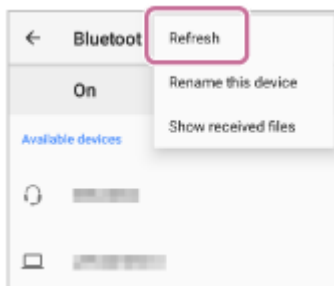 Bluetoot
Refresh
On
Rename this device
Show received files
Available devices